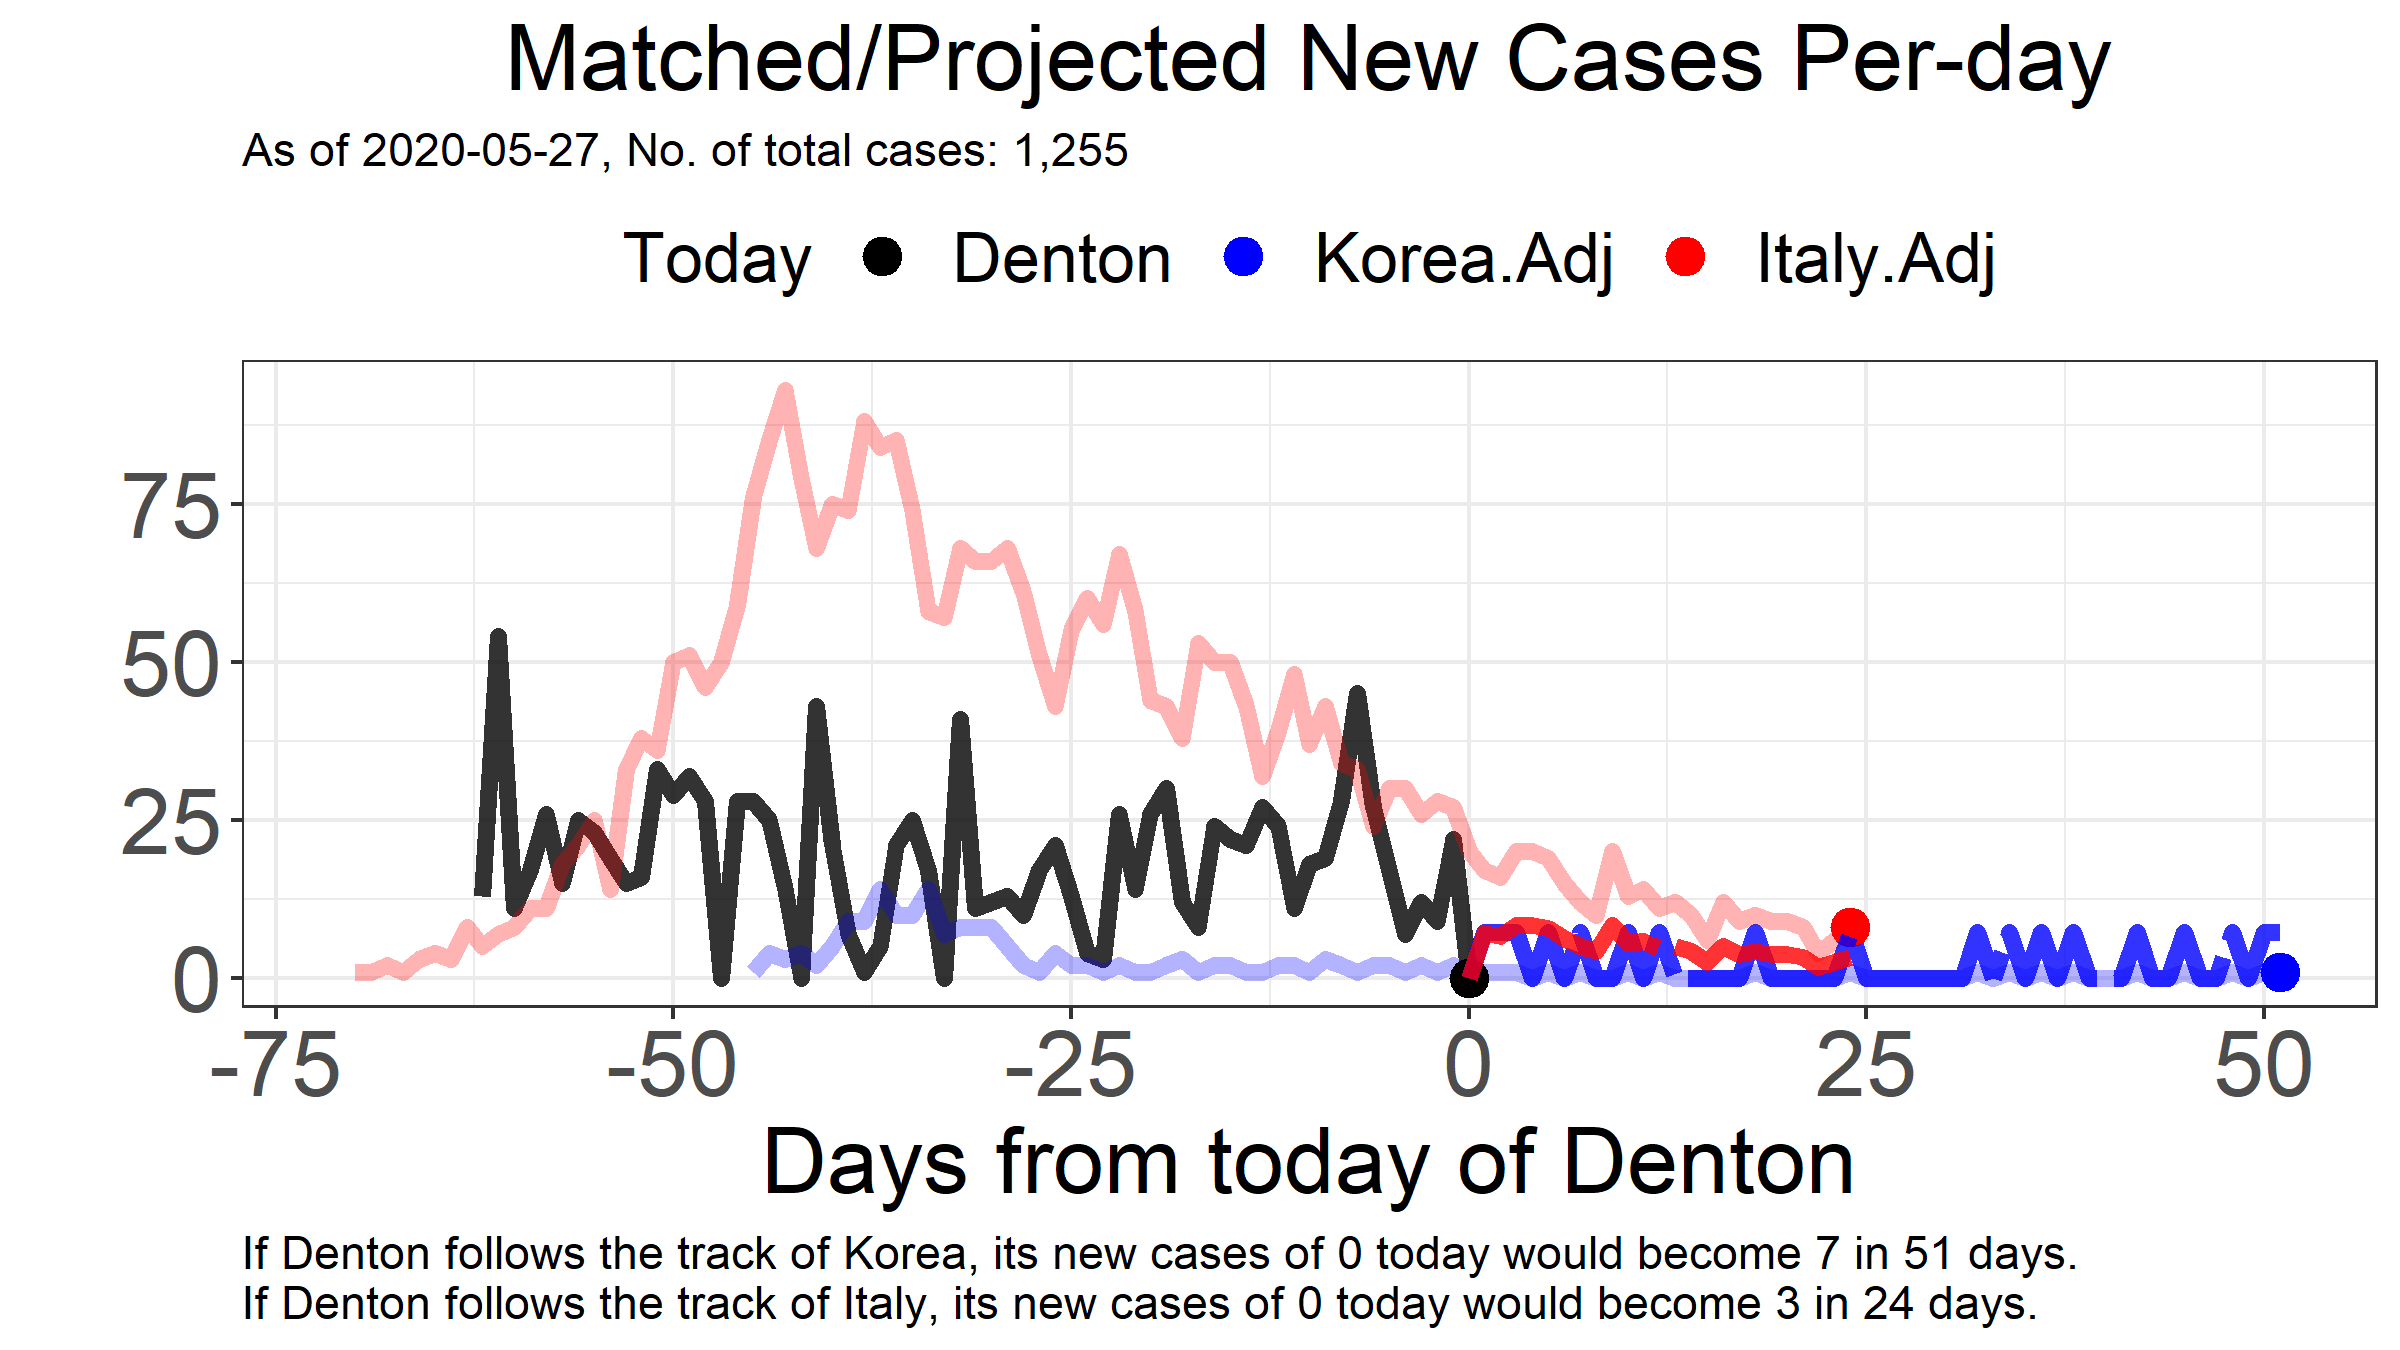 Matched/Projected New Cases Per-day
As of 2020-05-27, No. of total cases: 1,255
Today Denton Korea.Adj Italy.Adj
75
50
25
0
-75 -50 -25 0 25 50
Days from today of Denton
If Denton follows the track of Korea, its new cases of 0 today would become 7 in 51 days.
If Denton follows the track of Italy, its new cases of 0 today would become 3 in 24 days.